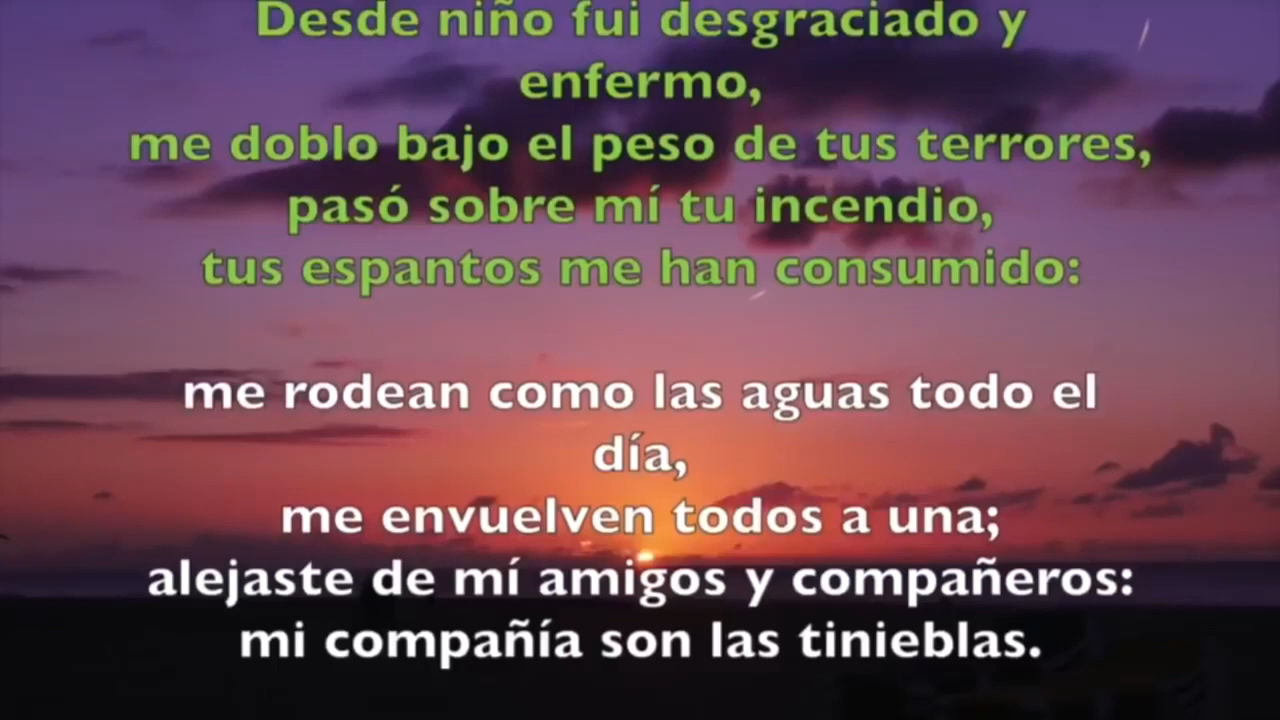 Desde niño fui desgraciado y
enfermo,
me doblo bajo el peso de tus terrores,
pasó sobre mí tu incendio,
tus espantos me han consumido:
me rodean como las aguas todo el
día,
me envuelven todos a una;
alejaste de mí amigos y compañeros:
mi compañía son las tinieblas.